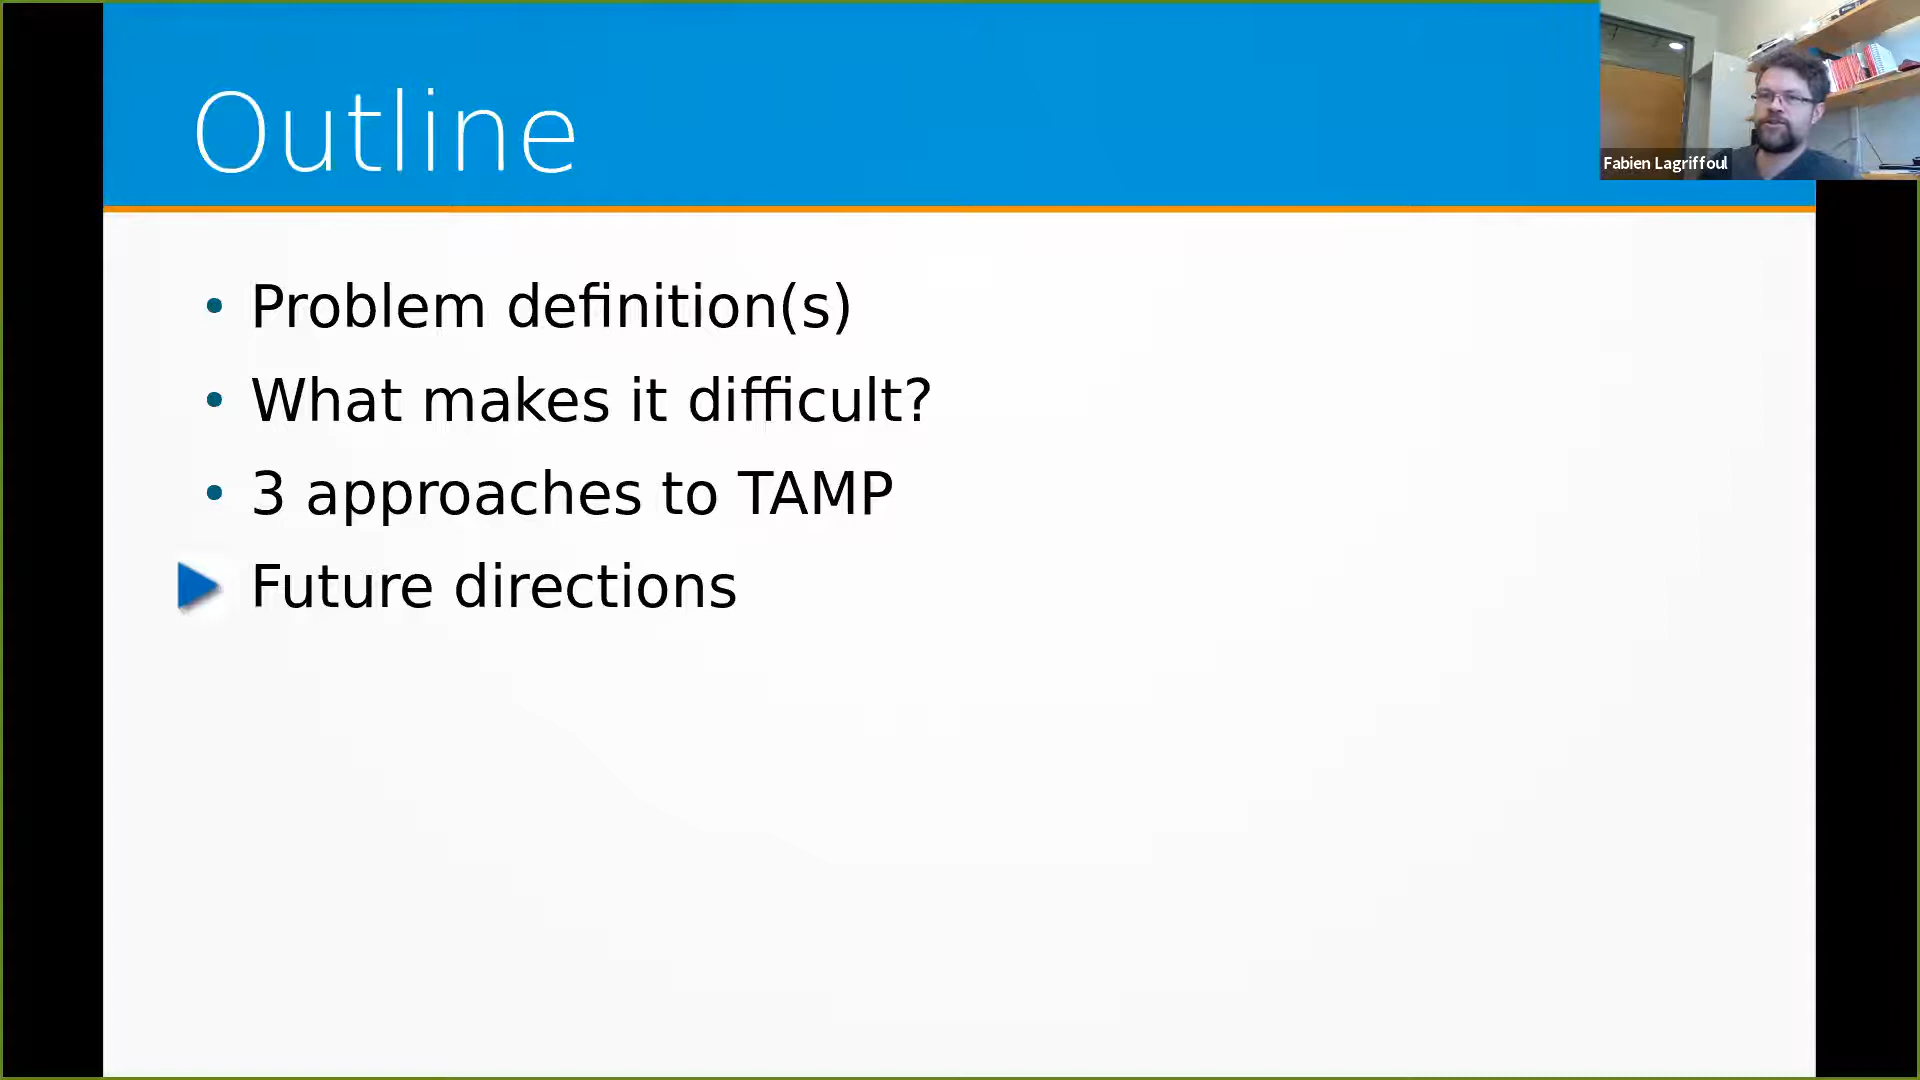 Outline
Fabien Lagriffoul
• Problem definition(s)
• What makes it difficult?
• 3 approaches to TAMP
Future directions